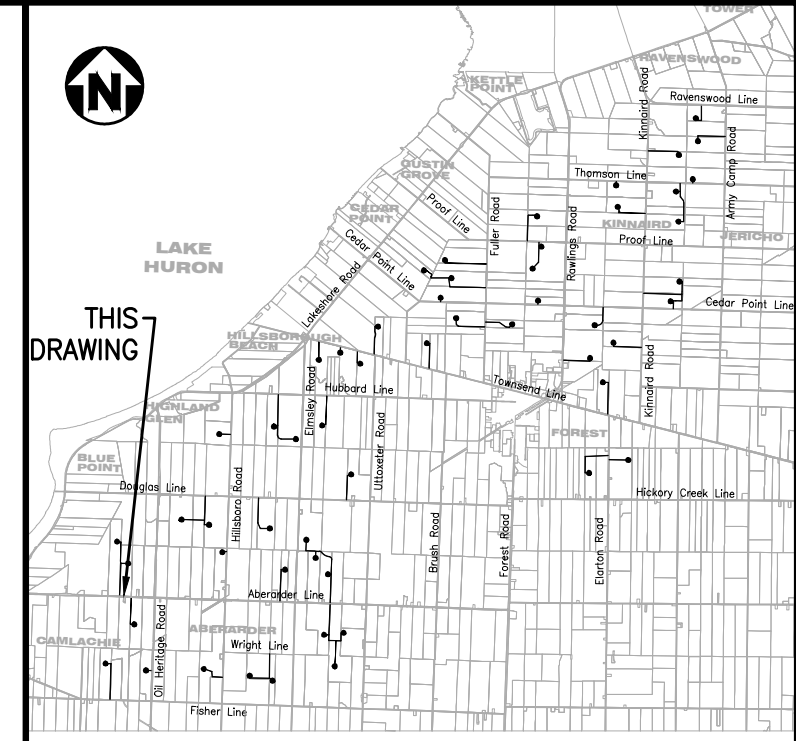 TOWER
N
RAVENSWOOD
KETTLE
POINT
Ravenswood Line
Kinnaird Road
Army Camp Road
GUSTIN
GROVE
Thomson Line
CEDAR
POINT
Proof Line
Fuller Road
Rawlings Road
KINNAIRD
Proof Line
JERICHO
LAKE
HURON
Cedar Point Line
Lakeshore Road
Cedar Point Line
THIS
DRAWING
HILLSBOROUGH
BEACH
Elmsley Road
Hubbard Line
Townsend Line
Kinnaird Road
HIGHLAND
GLEN
Uttoxeter Road
FOREST
BLUE
POINT
Douglas Line
Hillsboro Road
Hickory Creek Line
Brush Road
Forest Road
Elarton Road
Aberarder Line
Oil Heritage Road
CAMLACHIE
ABERARDER
Wright Line
Fisher Line